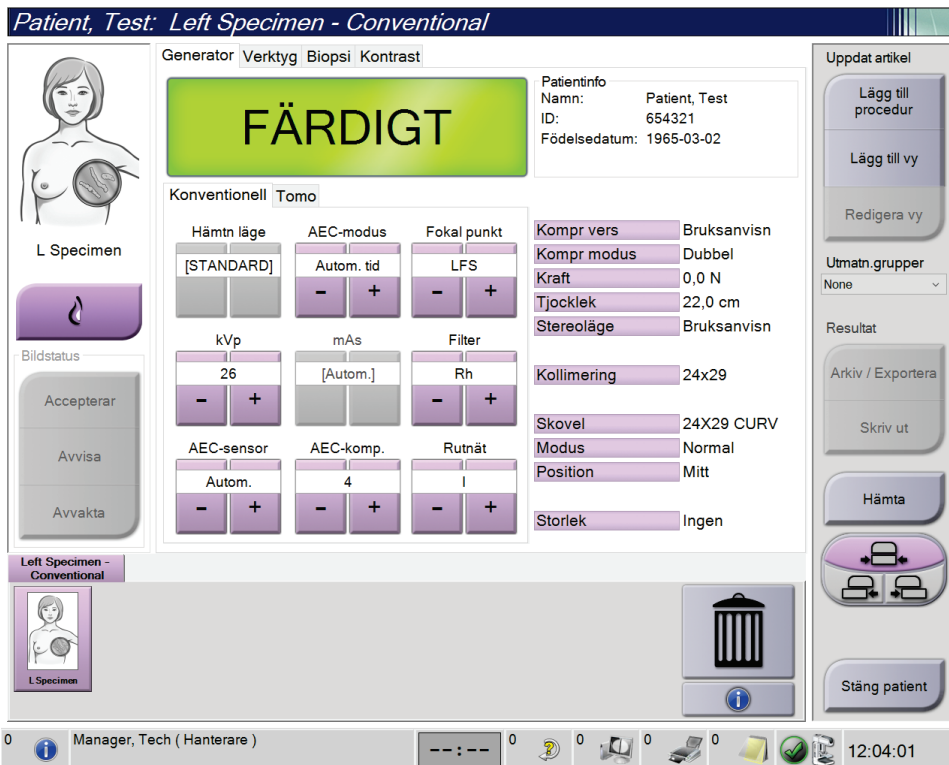 Patient, Test: Left Specimen - Conventional
Generator Verktyg Biopsi Kontrast
FÄRDIGT
Patientinfo
Namn: Patient, Test
ID: 654321
Födelsedatum: 1965-03-02
L Specimen
Bildstatus
Accepterar
Avvisa
Avvakta
Konventionell Tomo
Hämtn läge AEC-modus Fokal punkt
[STANDARD] Autom. tid LFS
- + - +
kVp mAs Filter
26 [Autom.] Rh
- + - +
AEC-sensor AEC-komp. Rutnät
Autom. 4 I
- + - + - +
Kompr vers Bruksanvisn
Kompr modus Dubbel
Kraft 0,0 N
Tjocklek 22,0 cm
Stereoläge Bruksanvisn
Kollimering 24x29
Skovel 24X29 CURV
Modus Normal
Position Mitt
Storlek Ingen
Uppdat artikel
Lägg till
procedur
Lägg till vy
Redigera vy
Utmatn.grupper
None
Resultat
Arkiv / Exportera
Skriv ut
Hämta
Stäng patient
Left Specimen -
Conventional
L Specimen
0 Manager, Tech ( Hanterare ) --:-- 0 0 0 0 12:04:01